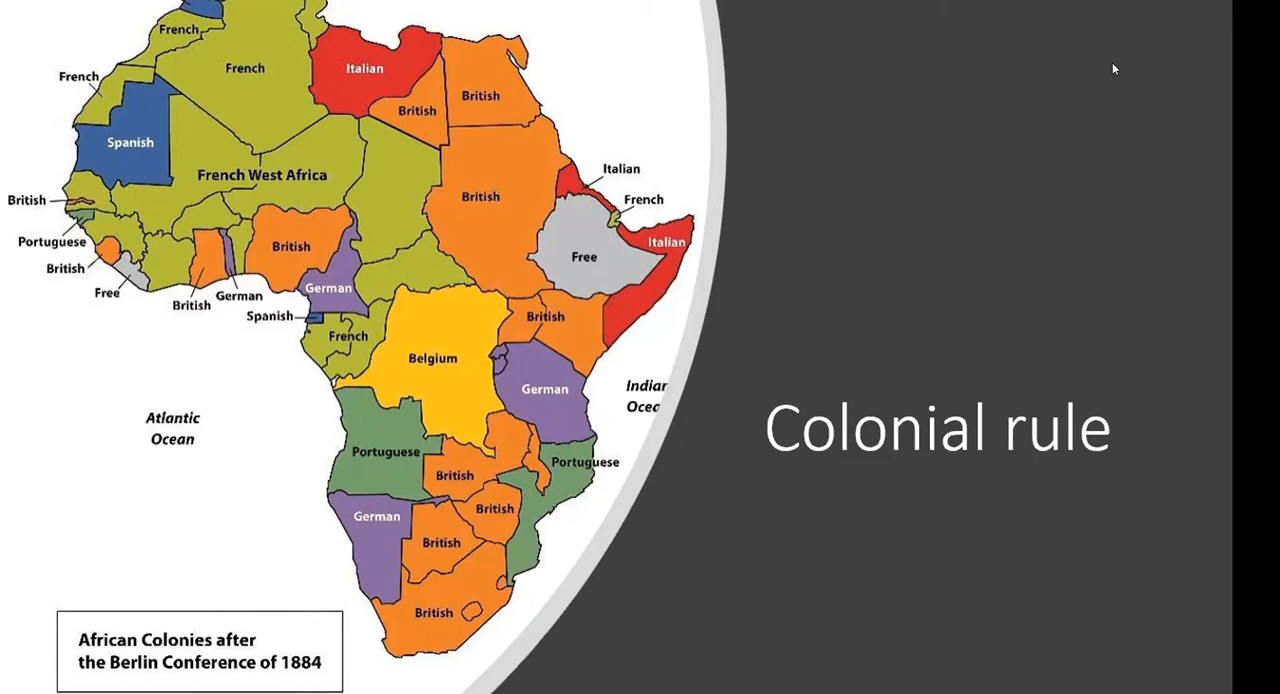 French
French
French
Italian
British
British
Spanish
French West Africa
Italian
British
British
French
Portuguese
British
Italian
British
Free
Free
German
British
German
Spanish
British
French
Belgium
Indian
Ocea
German
Atlantic
Ocean
Colonial rule
Portuguese
Portuguese
British
British
German
British
British
African Colonies after
the Berlin Conference of 1884